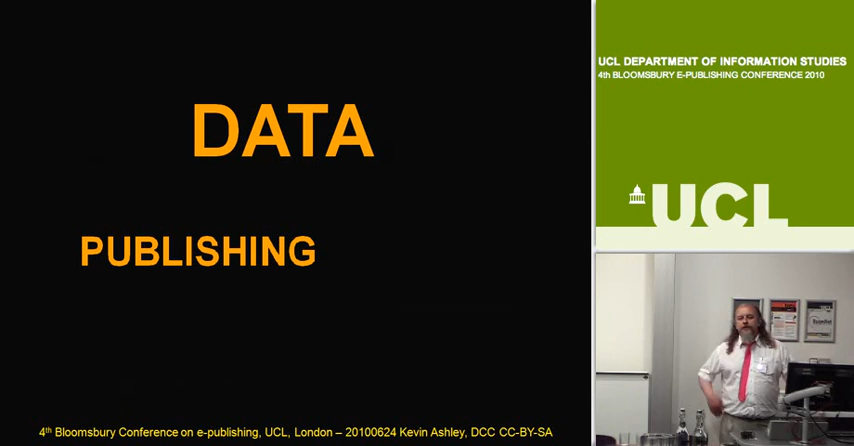 DATA
PUBLISHING
4th Bloomsbury Conference on e-publishing, UCL, London – 20100624 Kevin Ashley, DCC CC-BY-SA
UCL DEPARTMENT OF INFORMATION STUDIES
4th BLOOMSBURY E-PUBLISHING CONFERENCE 2010
UCL